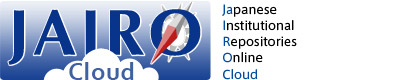 JAIRO
Cloud
Japanese
Institutional
Repositories
Online
Cloud